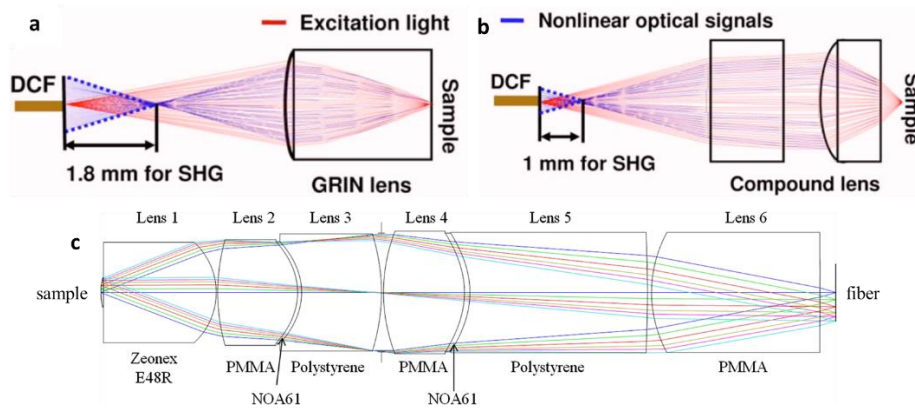 a
Excitation light
DCF
1.8 mm for SHG
GRIN lens
Sample
b
Nonlinear optical signals
DCF
1 mm for SHG
Compound lens
Sample
c
Lens 1 Lens 2 Lens 3 Lens 4 Lens 5 Lens 6
sample
fiber
Zeonex
E48R
PMMA
Polystyrene
PMMA
Polystyrene
PMMA
NOA61
NOA61